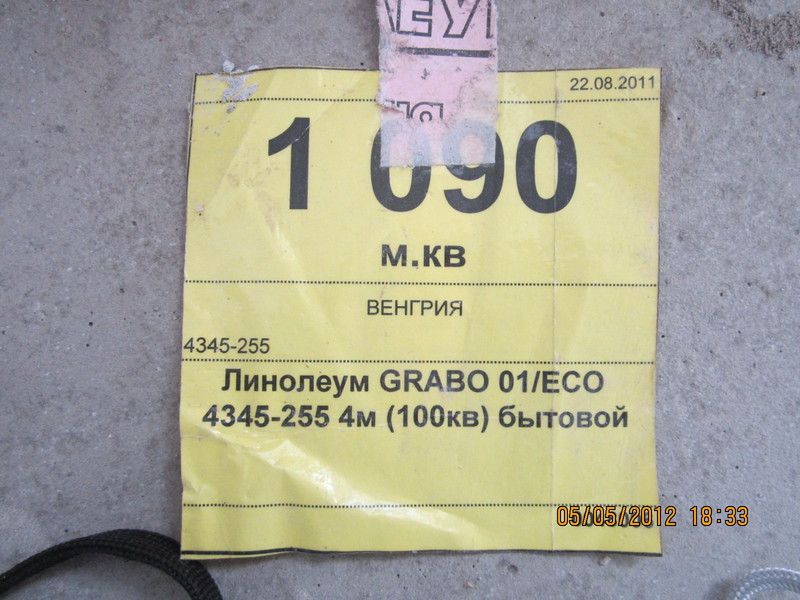 22.08.2011
1 090
м.кв
ВЕНГРИЯ
4345-255
Линолеум GRABO 01/ECO
4345-255 4м (100кв) бытовой
05/05/2012 18:33